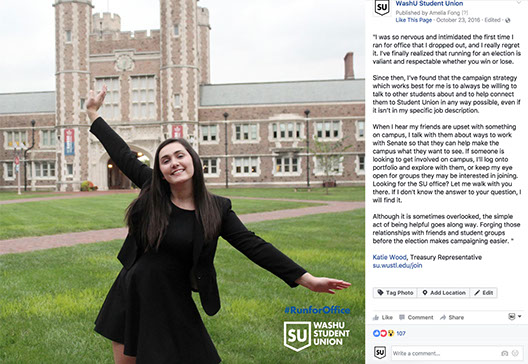 SU
#RunforOffice
SU WASHU
STUDENT
UNION
SU
WashU Student Union
Published by Amelia Fong [?]
Like This Page · October 23, 2016 · Edited ·
"I was so nervous and intimidated the first time I
ran for office that I dropped out, and I really regret
it. I've finally realized that running for an election is
valiant and respectable whether you win or lose.
Since then, I've found that the campaign strategy
which works best for me is to always be willing to
talk to other students about and to help connect
them to Student Union in any way possible, even if
it isn't in my specific job description.
When I hear my friends are upset with something
on campus, I talk with them about ways to work
with Senate so that they can help make the
campus what they want to see. If someone is
looking to get involved on campus, I'll log onto
portfolio and explore with them, or keep my eye
open for groups they may be interested in joining.
Looking for the SU office? Let me walk with you
there. If I don't know the answer to your question, I
will find it.
Although it is sometimes overlooked, the simple
act of being helpful goes along way. Forging those
relationships with friends and student groups
before the election makes campaigning easier. "
Katie Wood, Treasury Representative
su.wustl.edu/join
Tag Photo Add Location Edit
Like Comment Share
107
SU Write a comment...